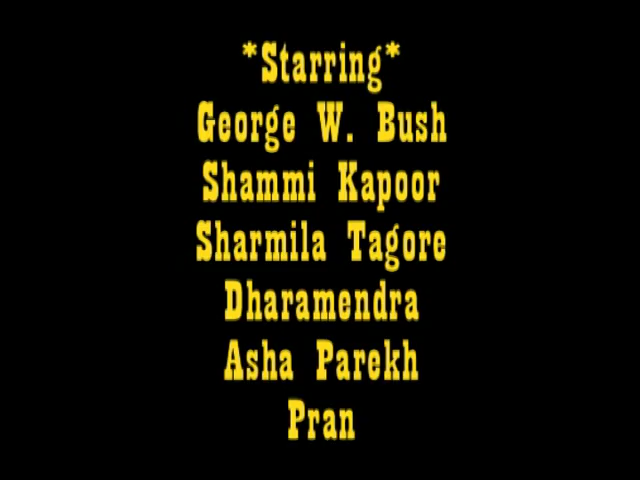 *Starring*
George W. Bush
Shammi Kapoor
Sharmila Tagore
Dharamendra
Asha Parekh
Pran